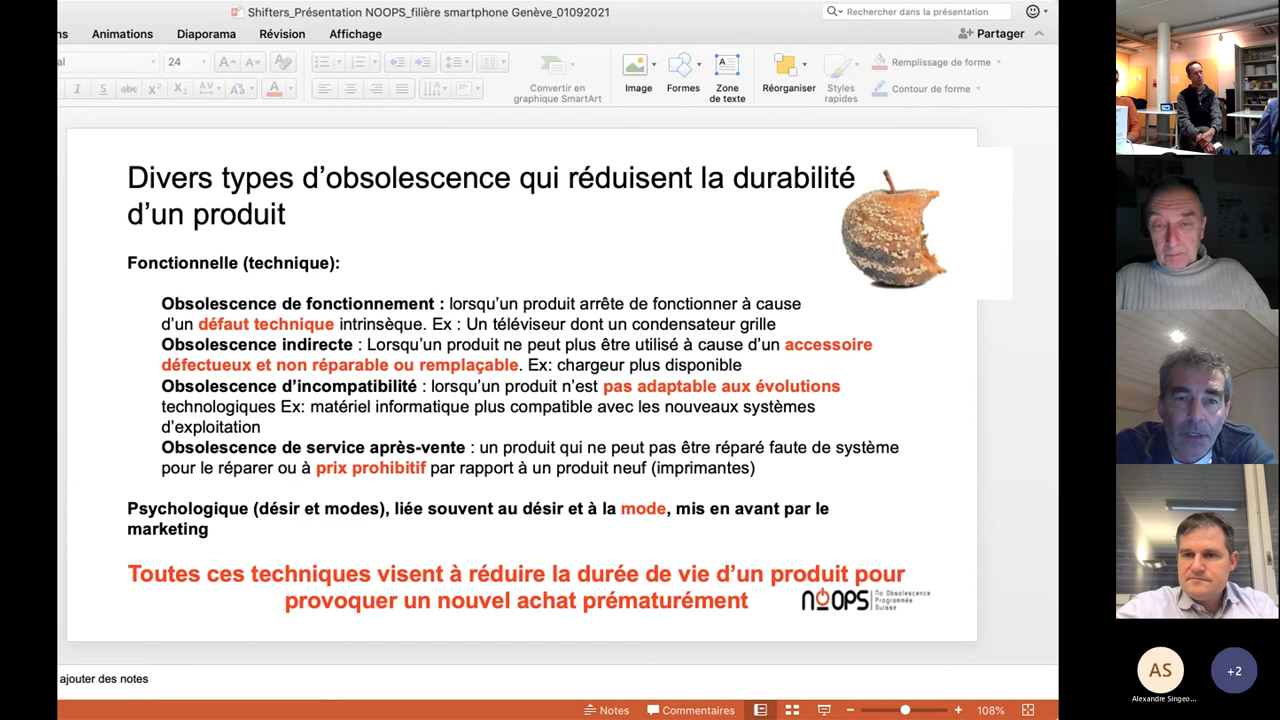 Shifters_Présentation NOOPS_filière smartphone Genève_01092021
Rechercher dans la présentation
ns Animations Diaporama Révision Affichage
Partager
al 24
Convertir en
graphique SmartArt
Image
Formes
Zone
de texte
Réorganiser
Styles
rapides
Remplissage de forme
Contour de forme
Divers types d’obsolescence qui réduisent la durabilité
d’un produit
Fonctionnelle (technique):
Obsolescence de fonctionnement : lorsqu’un produit arrête de fonctionner à cause
d’un défaut technique intrinsèque. Ex : Un téléviseur dont un condensateur grille
Obsolescence indirecte : Lorsqu’un produit ne peut plus être utilisé à cause d’un accessoire
défectueux et non réparable ou remplaçable. Ex: chargeur plus disponible
Obsolescence d’incompatibilité : lorsqu’un produit n’est pas adaptable aux évolutions
technologiques Ex: matériel informatique plus compatible avec les nouveaux systèmes
d’exploitation
Obsolescence de service après-vente : un produit qui ne peut pas être réparé faute de système
pour le réparer ou à prix prohibitif par rapport à un produit neuf (imprimantes)
Psychologique (désir et modes), liée souvent au désir et à la mode, mis en avant par le
marketing
Toutes ces techniques visent à réduire la durée de vie d’un produit pour
provoquer un nouvel achat prématurément
NOOPS
No Obsolescence
Programmée
Suisse
ajouter des notes
Notes Commentaires 108%
AS
+2
Alexandre Singeo...